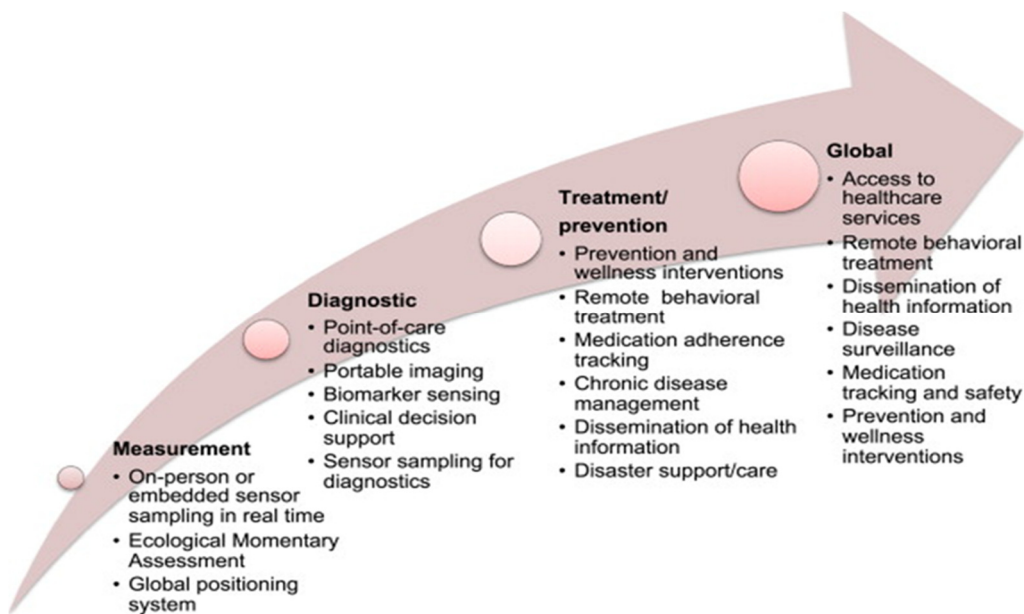 Measurement
• On-person or
embedded sensor
sampling in real time
• Ecological Momentary
Assessment
• Global positioning
system
Diagnostic
• Point-of-care
diagnostics
• Portable imaging
• Biomarker sensing
• Clinical decision
support
• Sensor sampling for
diagnostics
Treatment/
prevention
• Prevention and
wellness interventions
• Remote behavioral
treatment
• Medication adherence
tracking
• Chronic disease
management
• Dissemination of health
information
• Disaster support/care
Global
• Access to
healthcare
services
• Remote behavioral
treatment
• Dissemination of
health information
• Disease
surveillance
• Medication
tracking and safety
• Prevention and
wellness
interventions